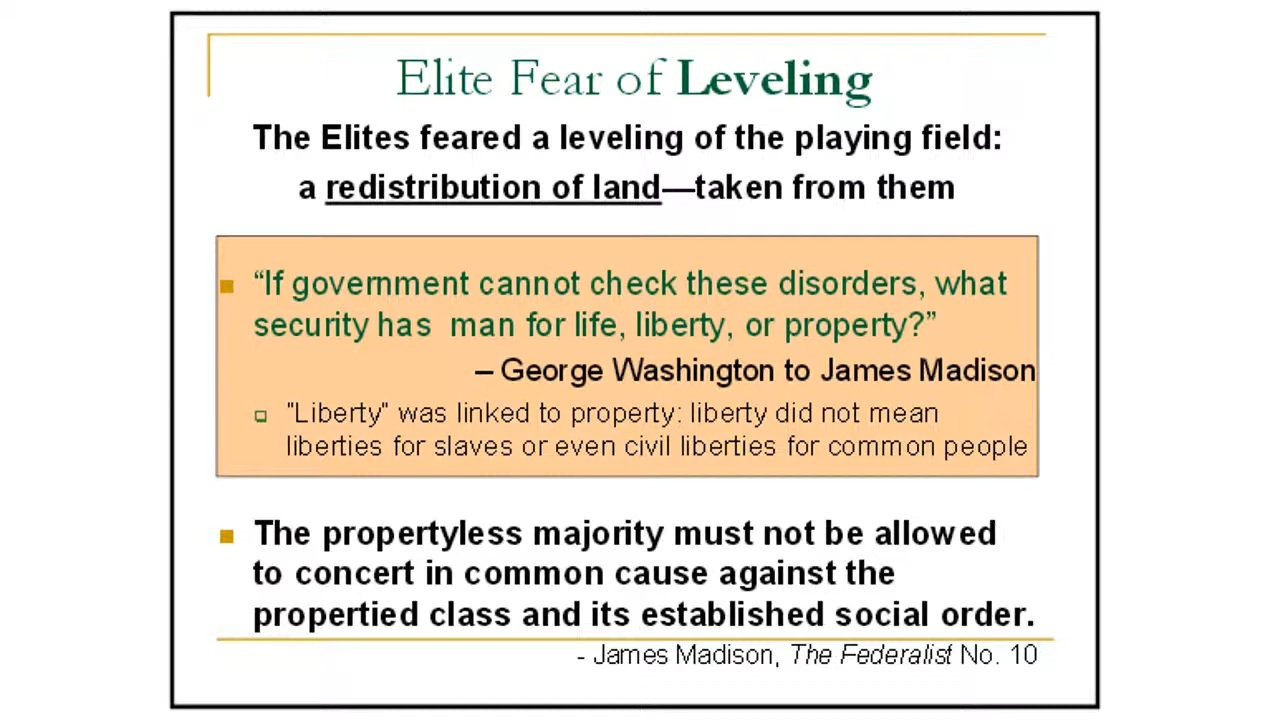 Elite Fear of Leveling
The Elites feared a leveling of the playing field:
a redistribution of land—taken from them
“If government cannot check these disorders, what
security has man for life, liberty, or property?”
– George Washington to James Madison
"Liberty" was linked to property: liberty did not mean
liberties for slaves or even civil liberties for common people
The propertyless majority must not be allowed
to concert in common cause against the
propertied class and its established social order.
- James Madison, The Federalist No. 10